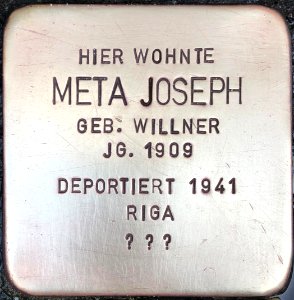 HIER WOHNTE
META JOSEPH
GEB. WILLNER
JG. 1909
DEPORTIERT 1941
RIGA
? ? ?